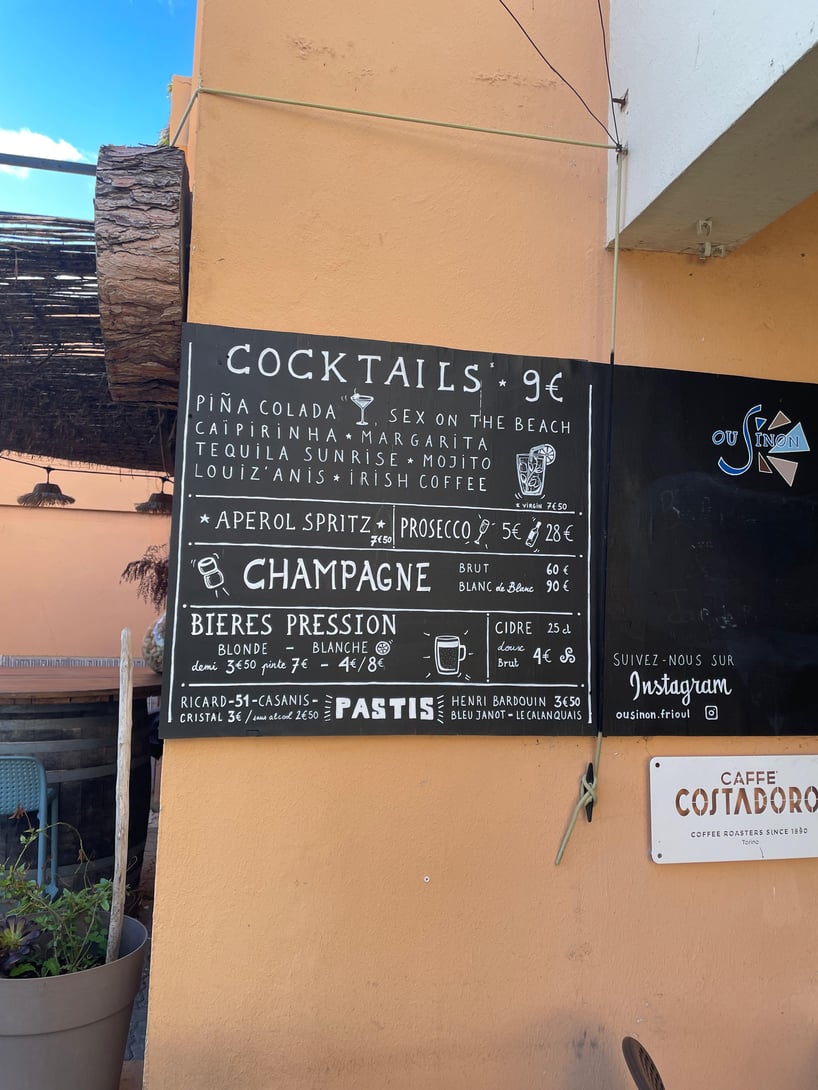 COCKTAILS * 9€
PIÑA COLADA , SEX ON THE BEACH
CAÏPIRINHA * MARGARITA
TEQUILA SUNRISE * MOJITO
LOUIZ'ANIS * IRISH COFFEE
* VIRGIN 7€50
* APEROL SPRITZ *
7€50
PROSECCO 5€ 28€
CHAMPAGNE
BRUT 60€
BLANC de Blanc 90€
BIERES PRESSION
BLONDE - BLANCHE
demi 3€50 pinte 7€ - 4€/8€
CIDRE 25 cl
doux
Brut 4€
RICARD-51-CASANIS-
CRISTAL 3€ / sans alcool 2€50
PASTIS
HENRI BARDOUIN 3€50
BLEU JANOT - LE CALANQUAIS
OU SINON
SUIVEZ-NOUS SUR
Instagram
ousinon.frioul
CAFFE'
COSTADORO
COFFEE ROASTERS SINCE 1890
Torino